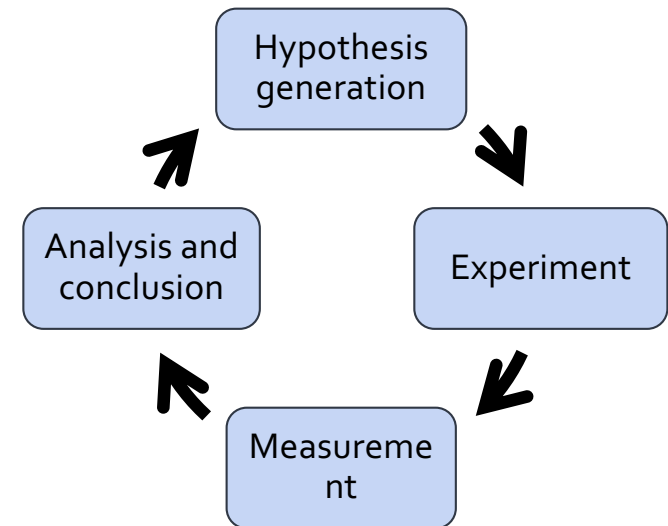 Hypothesis
generation
Experiment
Measureme
nt
Analysis and
conclusion